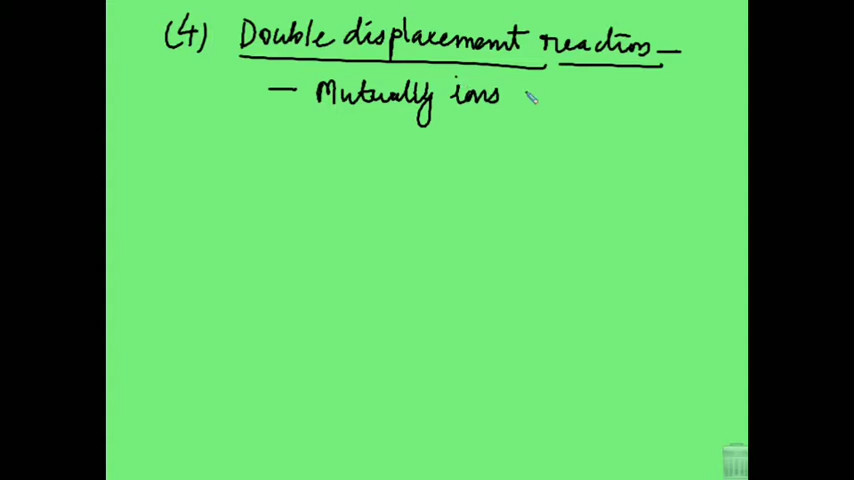 (4) Double displacement reaction —
— Mutually ions